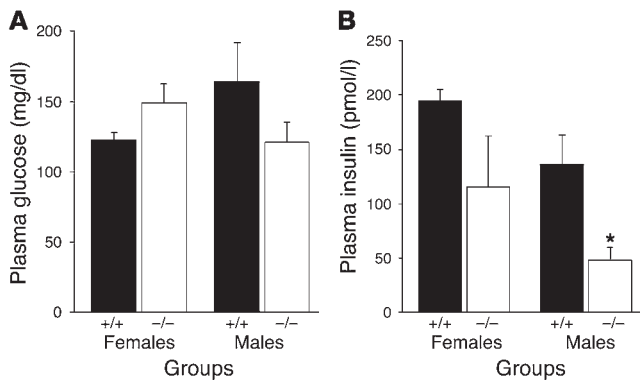 A
Plasma glucose (mg/dl)
200
150
100
50
0
+/+ –/– +/+ –/–
Females Males
Groups
B
Plasma insulin (pmol/l)
250
200
150
100
50
0
*
+/+ –/– +/+ –/–
Females Males
Groups